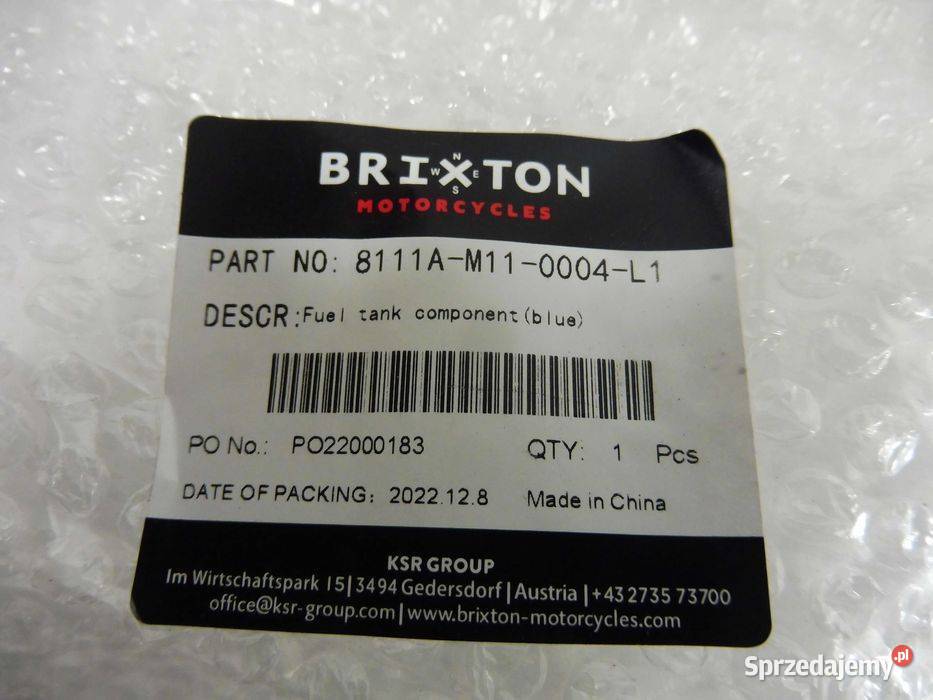 BRIXTON
N
W E
S
MOTORCYCLES
PART NO: 8111A-M11-0004-L1
DESCR:Fuel tank component(blue)
PO No.: PO22000183 QTY: 1 Pcs
DATE OF PACKING: 2022.12.8 Made in China
KSR GROUP
Im Wirtschaftspark 15|3494 Gedersdorf|Austria|+43 2735 73700
office@ksr-group.com|www.brixton-motorcycles.com
Sprzedajemy.pl